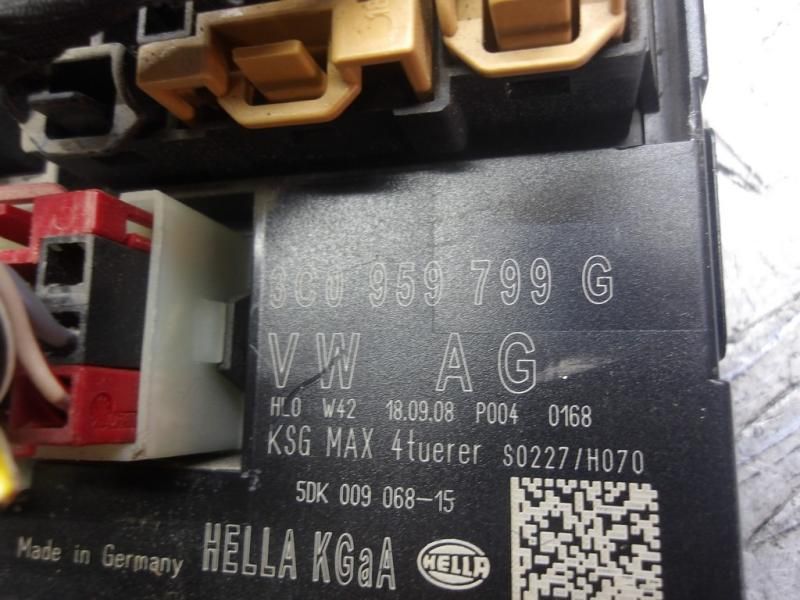 3C0 959 799 G
VW AG
HL0 W42 18.09.08 P004 0168
KSG MAX 4tuerer S0227/H070
5DK 009 068-15
Made in Germany HELLA KGaA HELLA